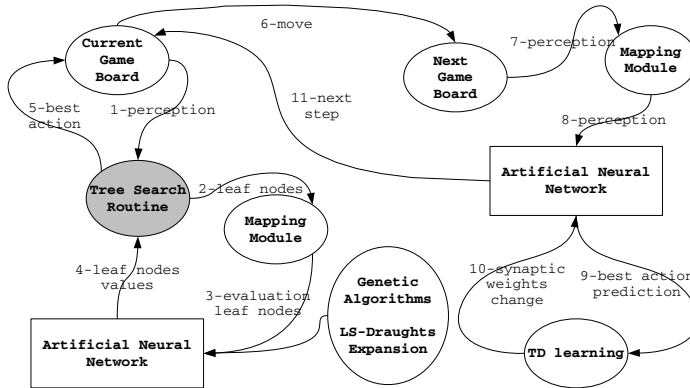 6-move
Current
Game
Board
7-perception
Mapping
Module
Next
Game
Board
5-best
action
1-perception
11-next
step
8-perception
Artificial Neural
Network
Tree Search
Routine
2-leaf nodes
Mapping
Module
4-leaf nodes
values
3-evaluation
leaf nodes
Genetic
Algorithms
LS-Draughts
Expansion
10-synaptic
weights
change
9-best action
prediction
Artificial Neural
Network
TD learning